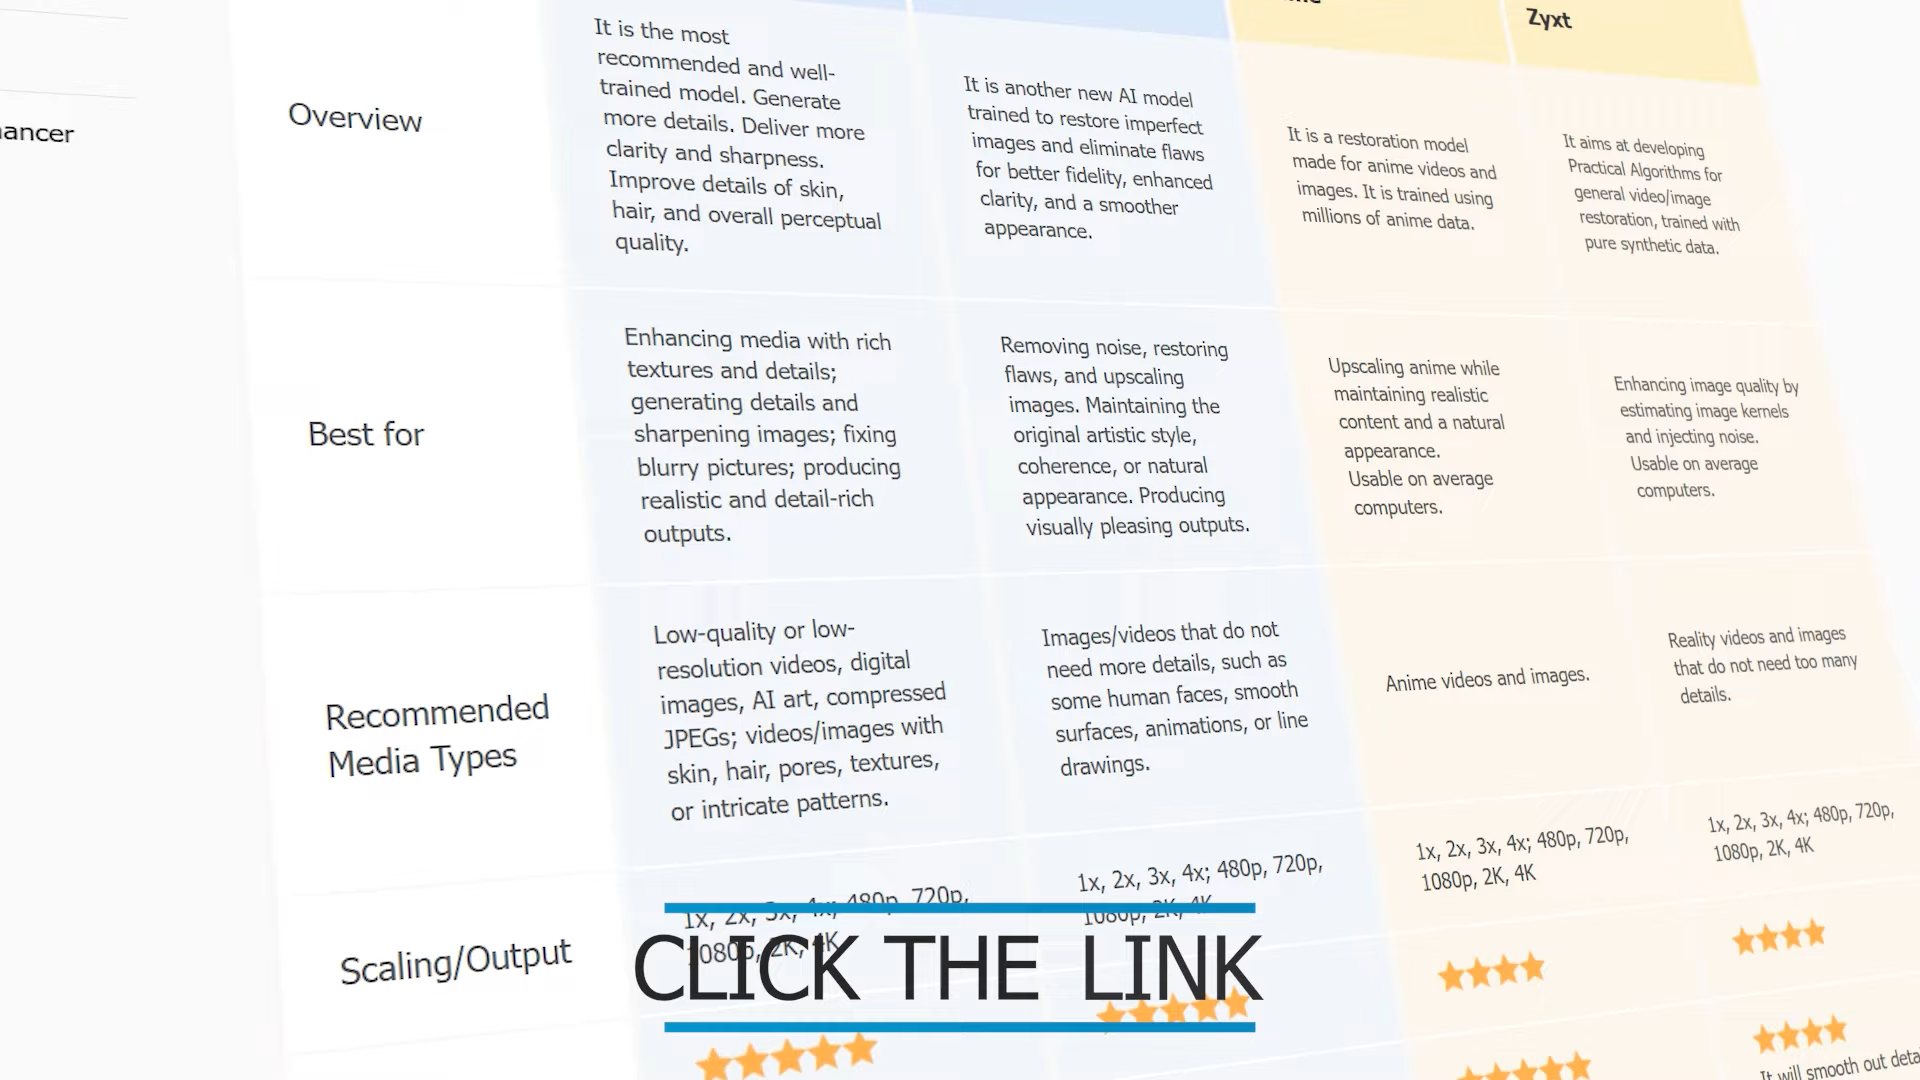 Zyxt
ancer
Overview
It is the most
recommended and well-
trained model. Generate
more details. Deliver more
clarity and sharpness.
Improve details of skin,
hair, and overall perceptual
quality.
It is another new AI model
trained to restore imperfect
images and eliminate flaws
for better fidelity, enhanced
clarity, and a smoother
appearance.
It is a restoration model
made for anime videos and
images. It is trained using
millions of anime data.
It aims at developing
Practical Algorithms for
general video/image
restoration, trained with
pure synthetic data.
Best for
Enhancing media with rich
textures and details;
generating details and
sharpening images; fixing
blurry pictures; producing
realistic and detail-rich
outputs.
Removing noise, restoring
flaws, and upscaling
images. Maintaining the
original artistic style,
coherence, or natural
appearance. Producing
visually pleasing outputs.
Upscaling anime while
maintaining realistic
content and a natural
appearance.
Usable on average
computers.
Enhancing image quality by
estimating image kernels
and injecting noise.
Usable on average
computers.
Recommended
Media Types
Low-quality or low-
resolution videos, digital
images, AI art, compressed
JPEGs; videos/images with
skin, hair, pores, textures,
or intricate patterns.
Images/videos that do not
need more details, such as
some human faces, smooth
surfaces, animations, or line
drawings.
Anime videos and images.
Reality videos and images
that do not need too many
details.
Scaling/Output
1x, 2x, 3x, 4x; 480p, 720p,
1080p, 2K, 4K
1x, 2x, 3x, 4x; 480p, 720p,
1080p, 2K, 4K
1x, 2x, 3x, 4x; 480p, 720p,
1080p, 2K, 4K
1x, 2x, 3x, 4x; 480p, 720p,
1080p, 2K, 4K
It will smooth out deta
CLICK THE LINK